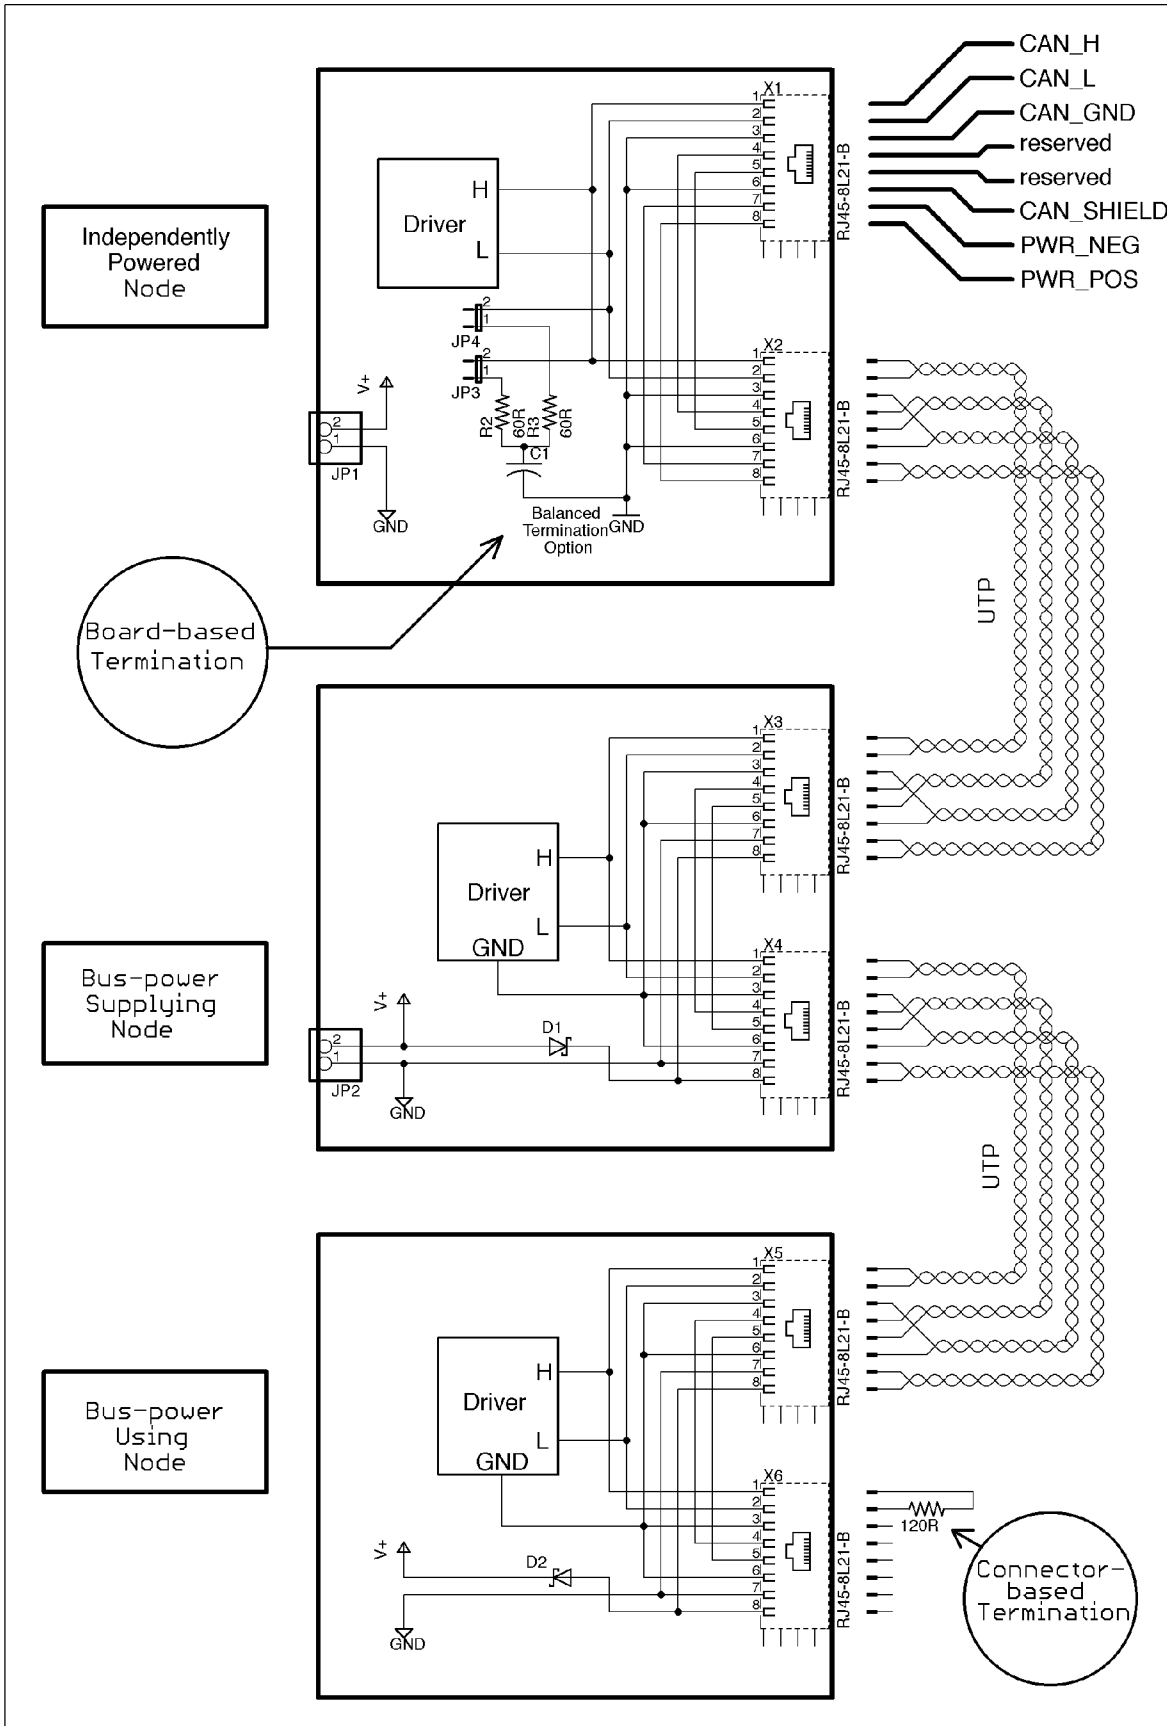 CAN_H
CAN_L
CAN_GND
reserved
reserved
CAN_SHIELD
PWR_NEG
PWR_POS
Independently
Powered
Node
X1
1
2
3
4
5
6
7
8
RJ45-8L21-B
Driver
H
L
2
1
JP4
2
1
JP3
R2
60R
R3
60R
C1
V+
2
1
JP1
GND
Balanced
Termination
Option
GND
X2
1
2
3
4
5
6
7
8
RJ45-8L21-B
UTP
Board-based
Termination
X3
1
2
3
4
5
6
7
8
RJ45-8L21-B
Driver
H
L
GND
Bus-power
Supplying
Node
V+
D1
2
1
JP2
GND
X4
1
2
3
4
5
6
7
8
RJ45-8L21-B
UTP
X5
1
2
3
4
5
6
7
8
RJ45-8L21-B
Bus-power
Using
Node
Driver
H
L
GND
V+
D2
GND
X6
1
2
3
4
5
6
7
8
RJ45-8L21-B
120R
Connector-
based
Termination